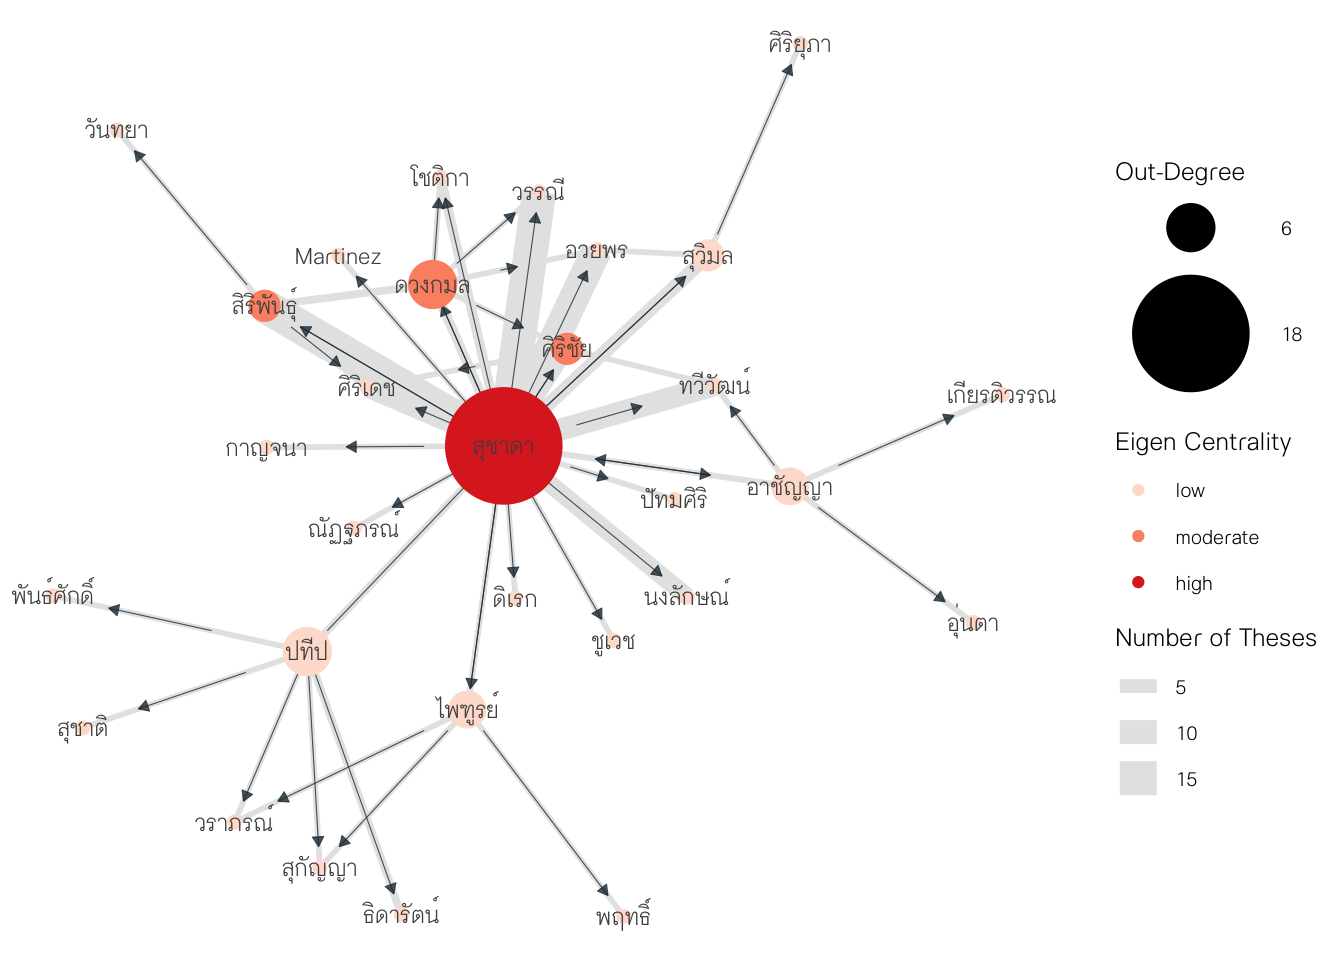 ศิริยุภา
วันทยา
โชติกา
วรรณี
Martinez
อวยพร
สุวิมล
ดวงกมล
สิริพันธุ์
ศิริชัย
ศิริเดช
ทวีวัฒน์
เกียรติวรรณ
กาญจนา
สุชาดา
อาชัญญา
ปัทมศิริ
ณัฏฐภรณ์
พันธ์ศักดิ์
ดิเรก
นงลักษณ์
อุ่นตา
ชูเวช
ปทีป
ไพฑูรย์
สุชาติ
วราภรณ์
สุกัญญา
ธิดารัตน์
พฤทธิ์
Out-Degree
6
18
Eigen Centrality
low
moderate
high
Number of Theses
5
10
15